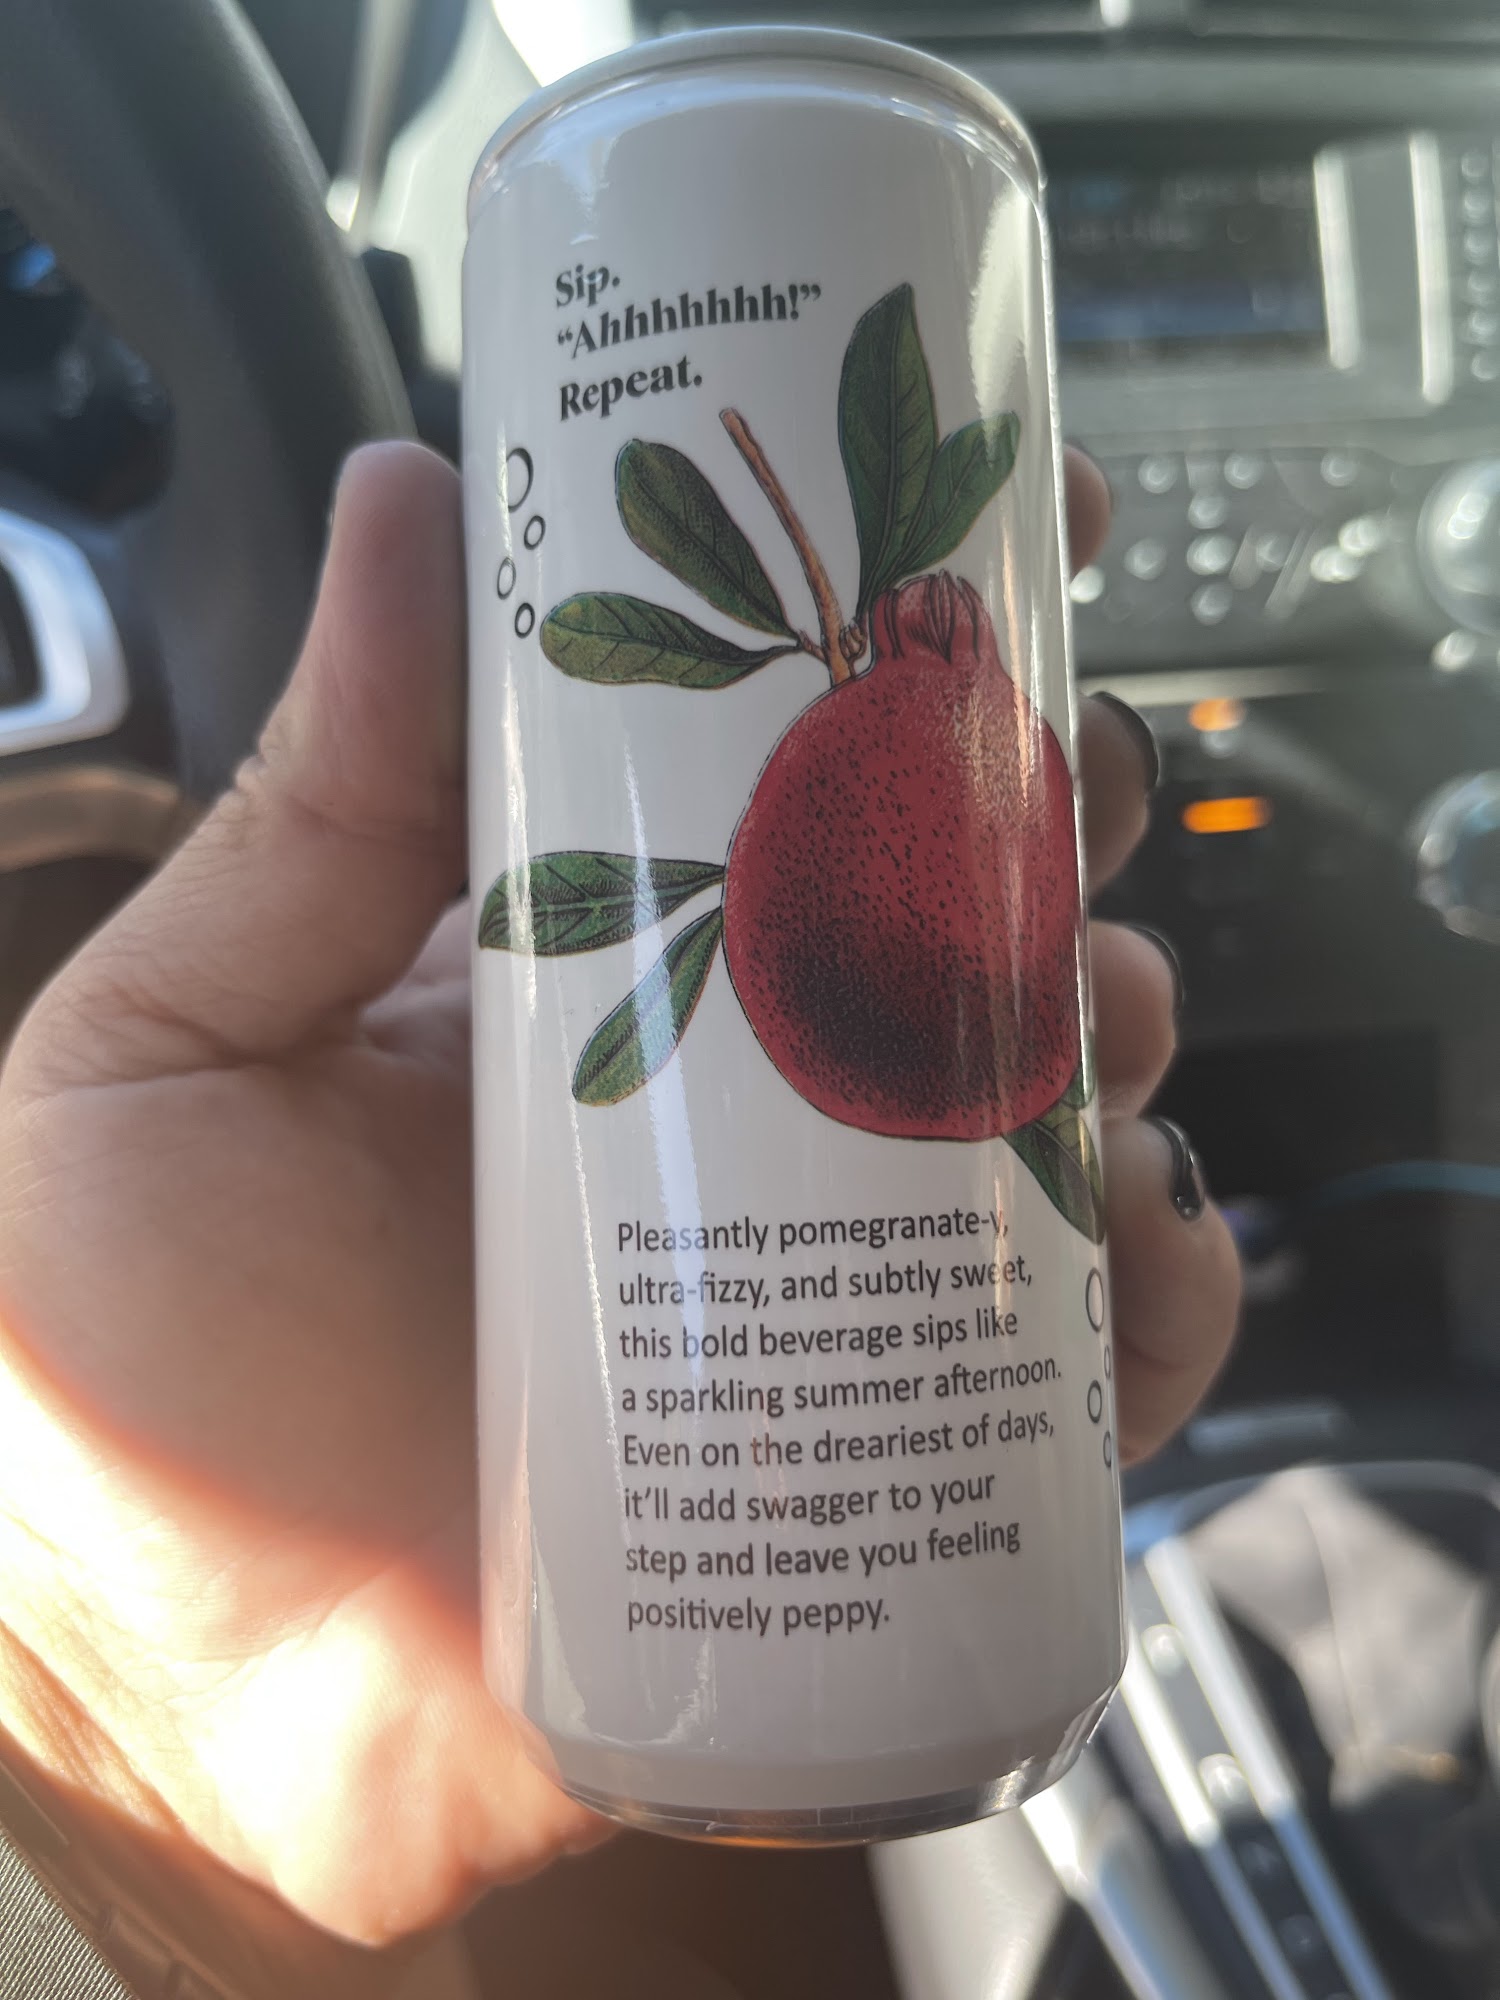 Sip.
“Ahhhhhhh!”
Repeat.
Pleasantly pomegranate-y,
ultra-fizzy, and subtly sweet,
this bold beverage sips like
a sparkling summer afternoon.
Even on the dreariest of days,
it’ll add swagger to your
step and leave you feeling
positively peppy.